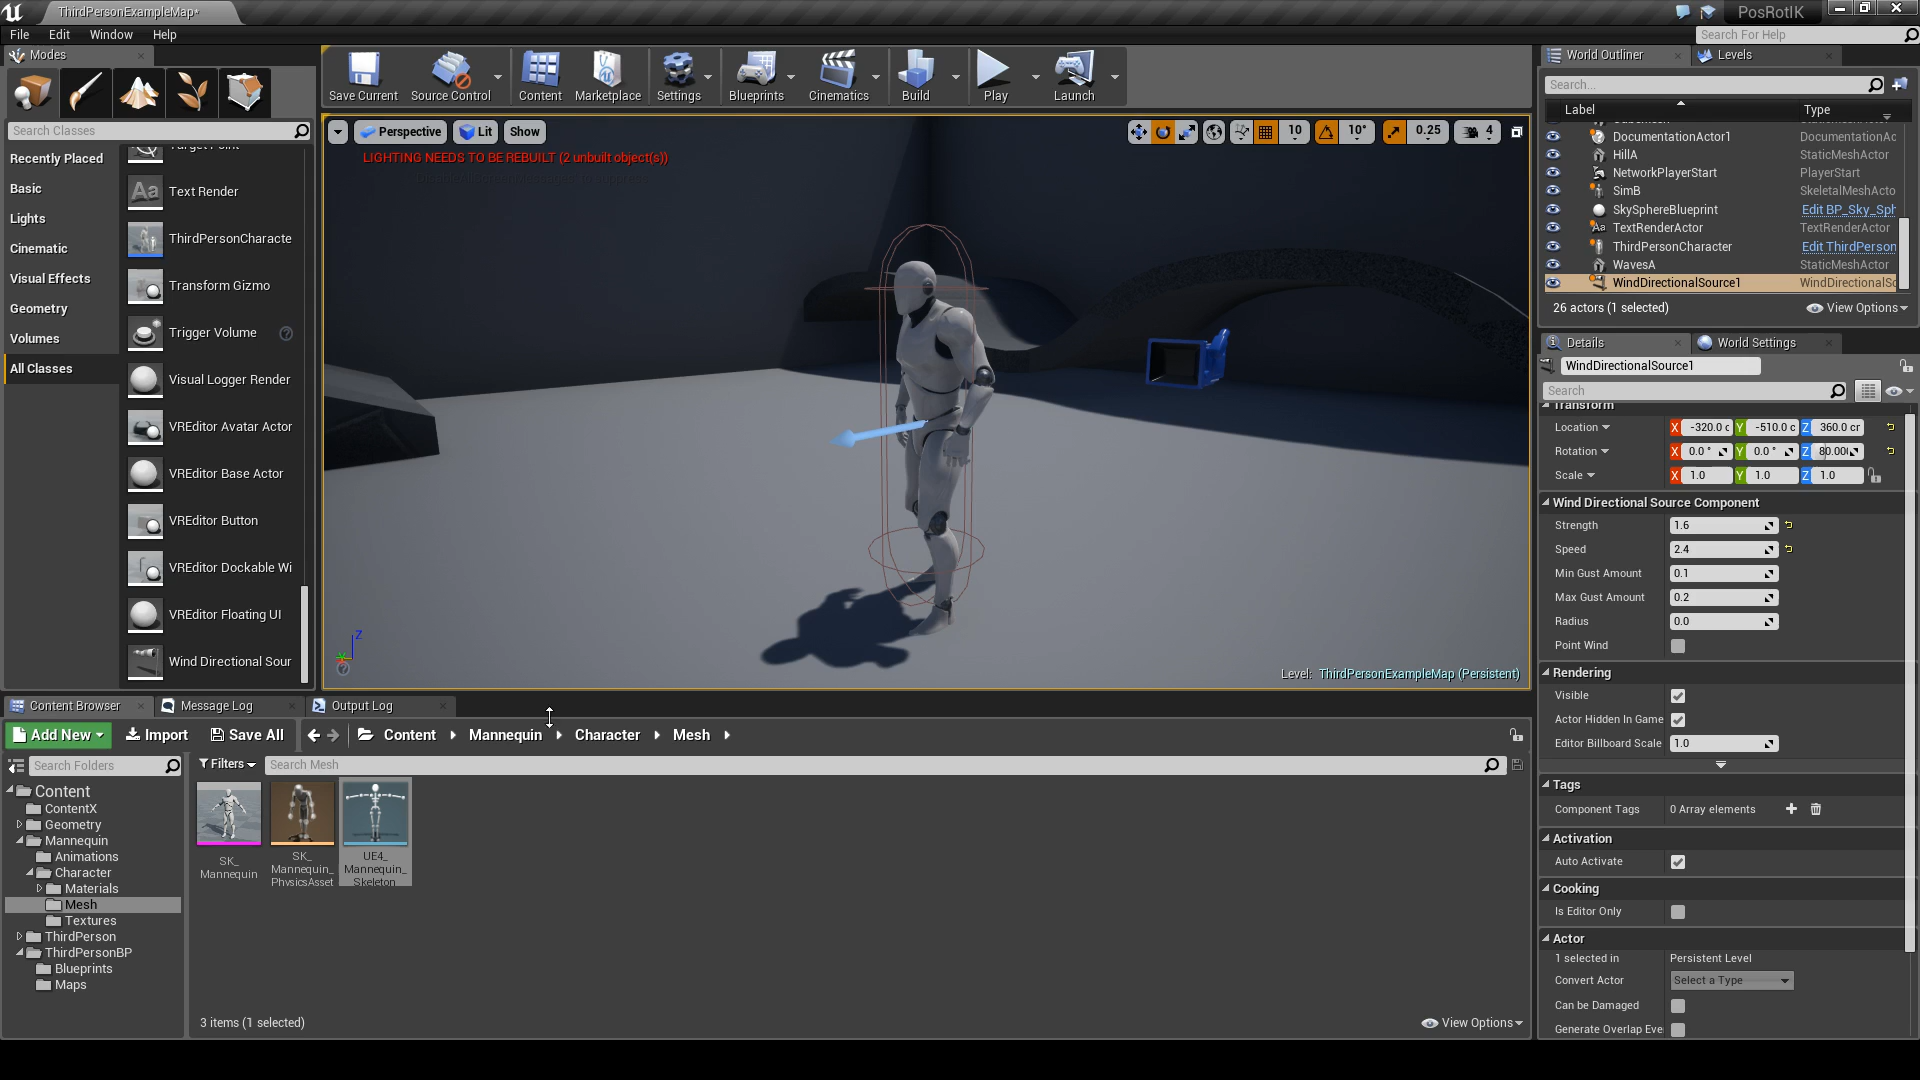 ThirdPersonExampleMap*
PosRotIK
File Edit Window Help
Search For Help
Modes
Search Classes
Recently Placed
Basic
Lights
Cinematic
Visual Effects
Geometry
Volumes
All Classes
Target Point
Text Render
ThirdPersonCharacte
Transform Gizmo
Trigger Volume
Visual Logger Render
VREditor Avatar Actor
VREditor Base Actor
VREditor Button
VREditor Dockable Wi
VREditor Floating UI
Wind Directional Sour
Save Current Source Control Content Marketplace Settings Blueprints Cinematics Build Play Launch
Perspective Lit Show 10 10° 0.25 4
LIGHTING NEEDS TO BE REBUILT (2 unbuilt object(s))
Level: ThirdPersonExampleMap (Persistent)
World Outliner Levels
Search...
Label Type
DocumentationActor1 DocumentationAc
HillA StaticMeshActor
NetworkPlayerStart PlayerStart
SimB SkeletalMeshActo
SkySphereBlueprint Edit BP_Sky_Sph
TextRenderActor TextRenderActor
ThirdPersonCharacter Edit ThirdPerson
WavesA StaticMeshActor
WindDirectionalSource1 WindDirectionalSo
26 actors (1 selected) View Options
Details World Settings
WindDirectionalSource1
Search
Transform
Location X -320.0 c Y -510.0 c Z 360.0 cr
Rotation X 0.0 ° Y 0.0 ° Z 80.00
Scale X 1.0 Y 1.0 Z 1.0
Wind Directional Source Component
Strength 1.6
Speed 2.4
Min Gust Amount 0.1
Max Gust Amount 0.2
Radius 0.0
Point Wind
Rendering
Visible
Actor Hidden In Game
Editor Billboard Scale 1.0
Tags
Component Tags 0 Array elements
Activation
Auto Activate
Cooking
Is Editor Only
Actor
1 selected in Persistent Level
Convert Actor Select a Type
Can be Damaged
Generate Overlap Eve
Content Browser Message Log Output Log
Add New Import Save All Content Mannequin Character Mesh
Search Folders
Filters Search Mesh
Content
ContentX
Geometry
Mannequin
Animations
Character
Materials
Mesh
Textures
ThirdPerson
ThirdPersonBP
Blueprints
Maps
SK_
Mannequin
SK_
Mannequin_
PhysicsAsset
UE4_
Mannequin_
Skeleton
3 items (1 selected) View Options